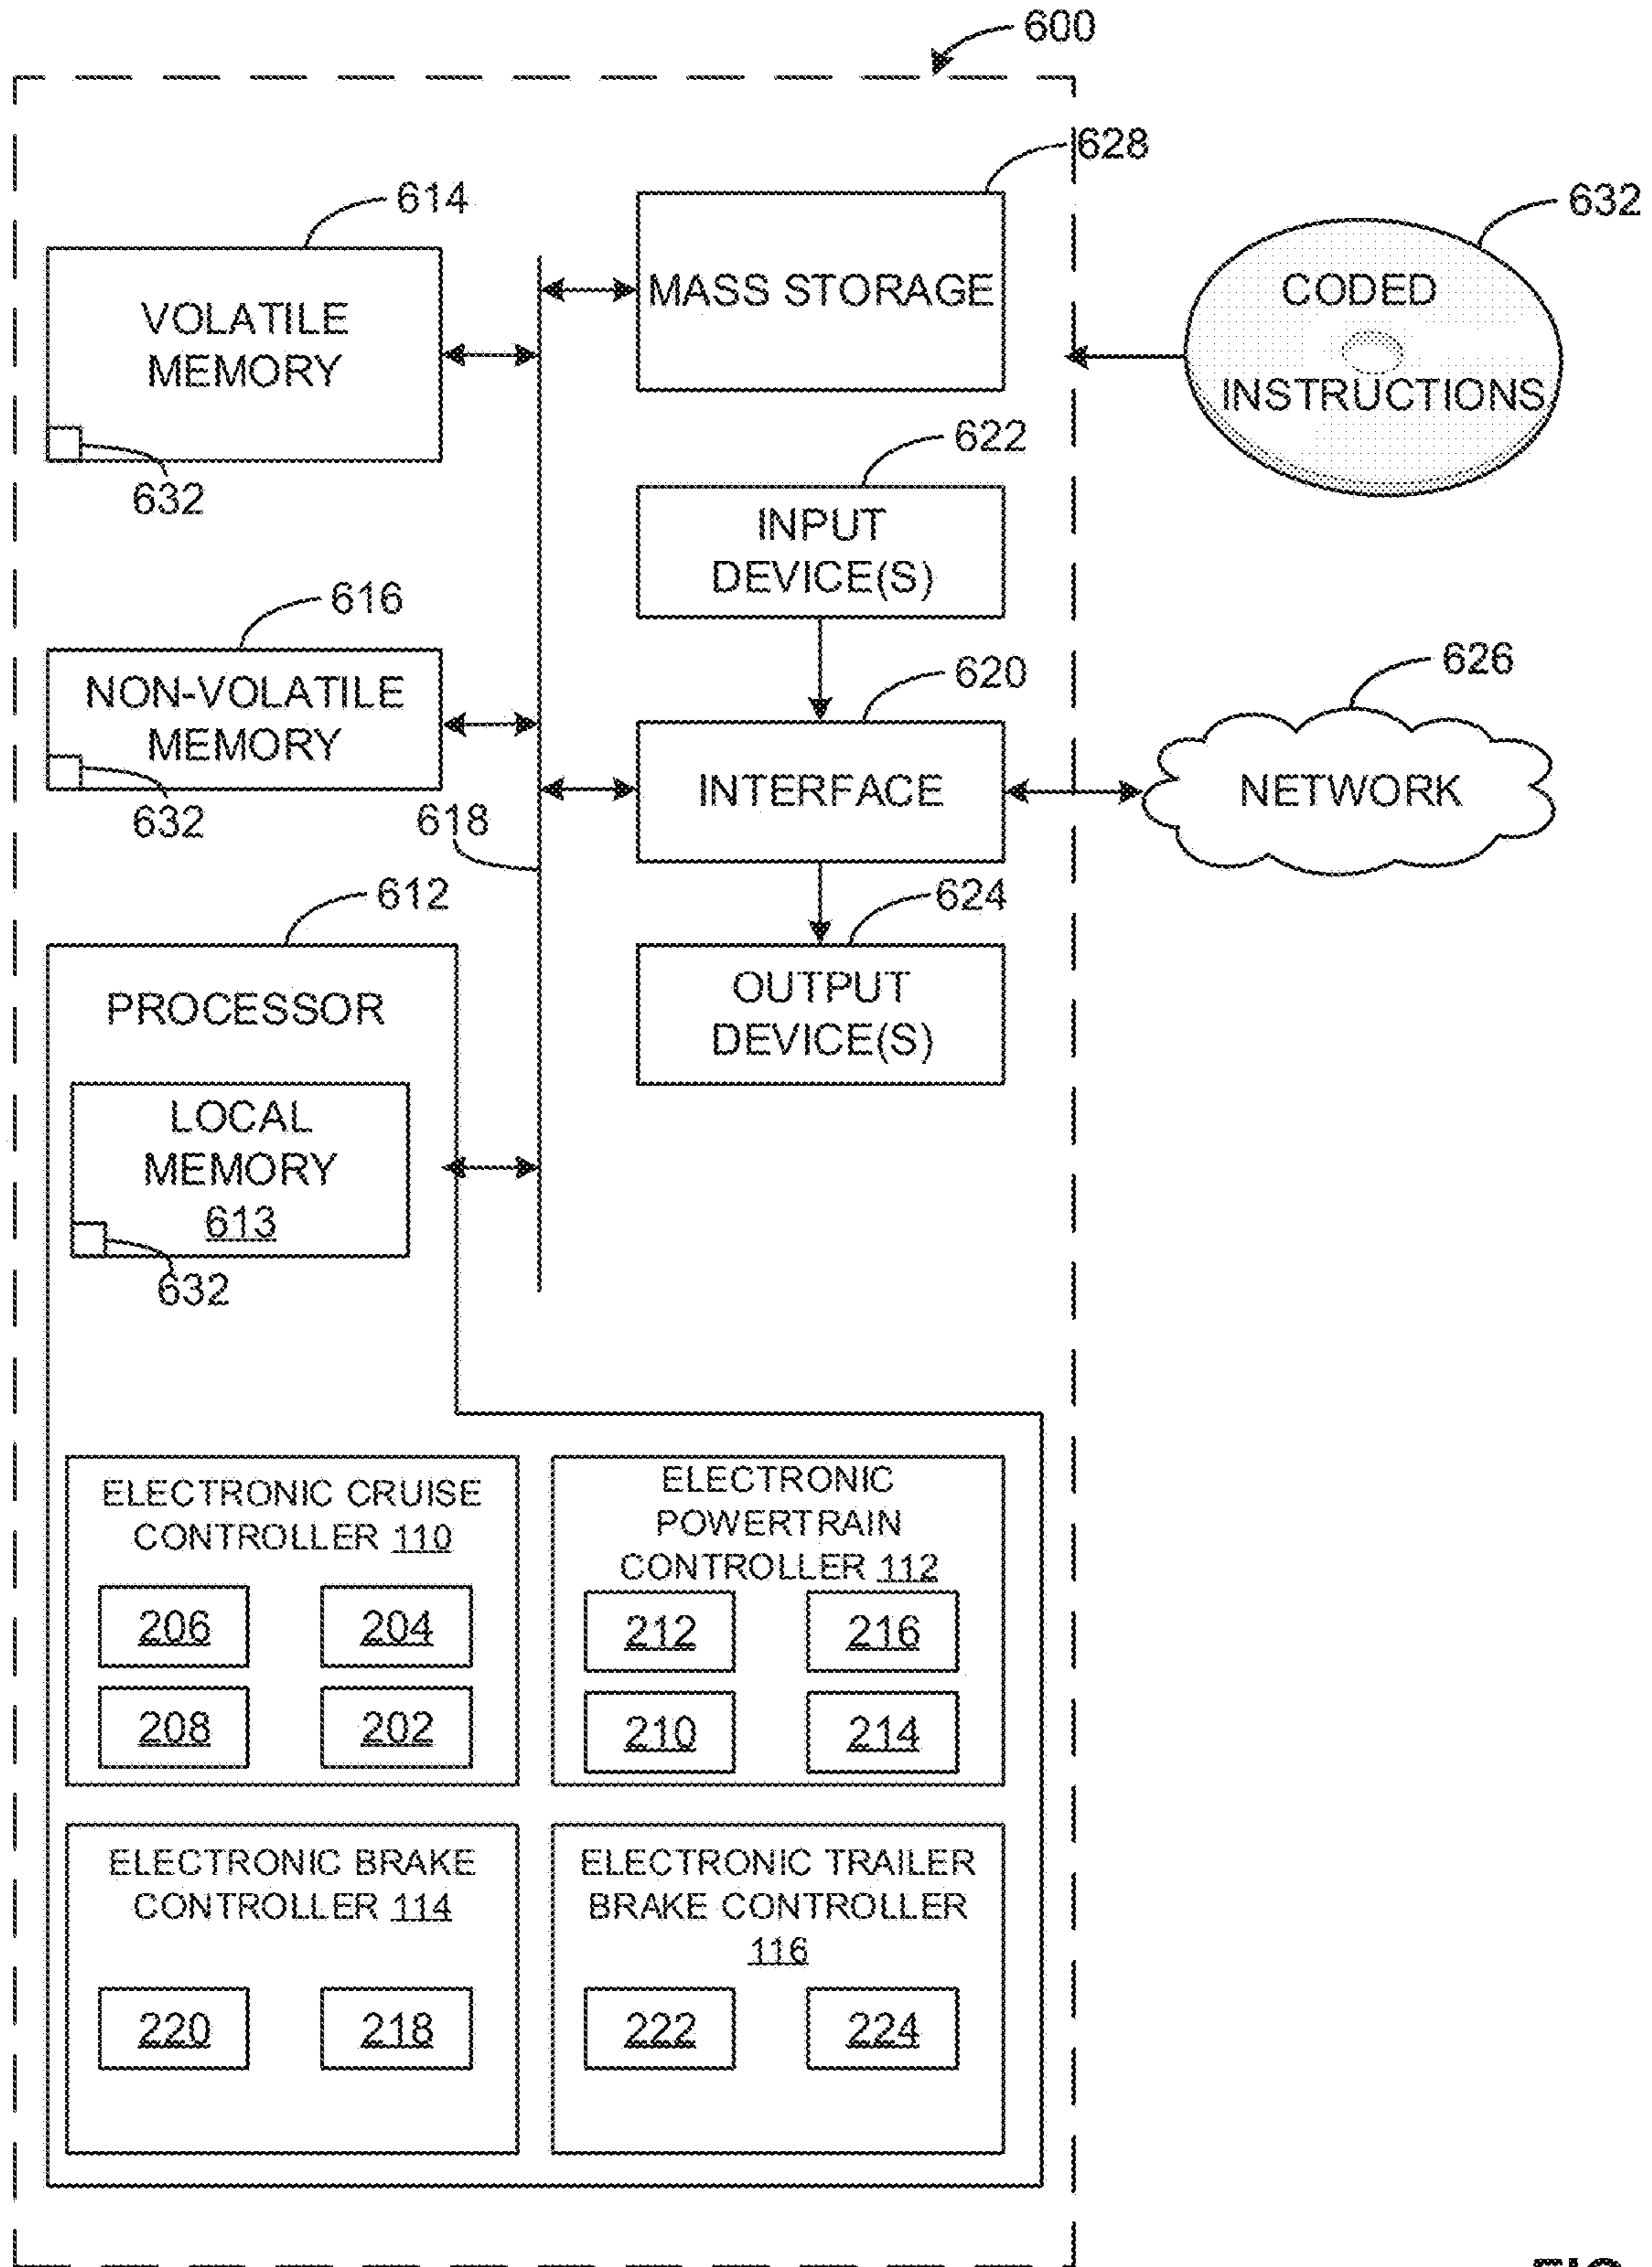 600
628
614
632
MASS STORAGE
CODED
INSTRUCTIONS
VOLATILE
MEMORY
632
622
INPUT
DEVICE(S)
616
NON-VOLATILE
MEMORY
632
620
626
INTERFACE
NETWORK
618
612
624
PROCESSOR
OUTPUT
DEVICE(S)
LOCAL
MEMORY
613
632
ELECTRONIC CRUISE
CONTROLLER 110
206 204
208 202
ELECTRONIC
POWERTRAIN
CONTROLLER 112
212 216
210 214
ELECTRONIC BRAKE
CONTROLLER 114
220 218
ELECTRONIC TRAILER
BRAKE CONTROLLER
116
222 224